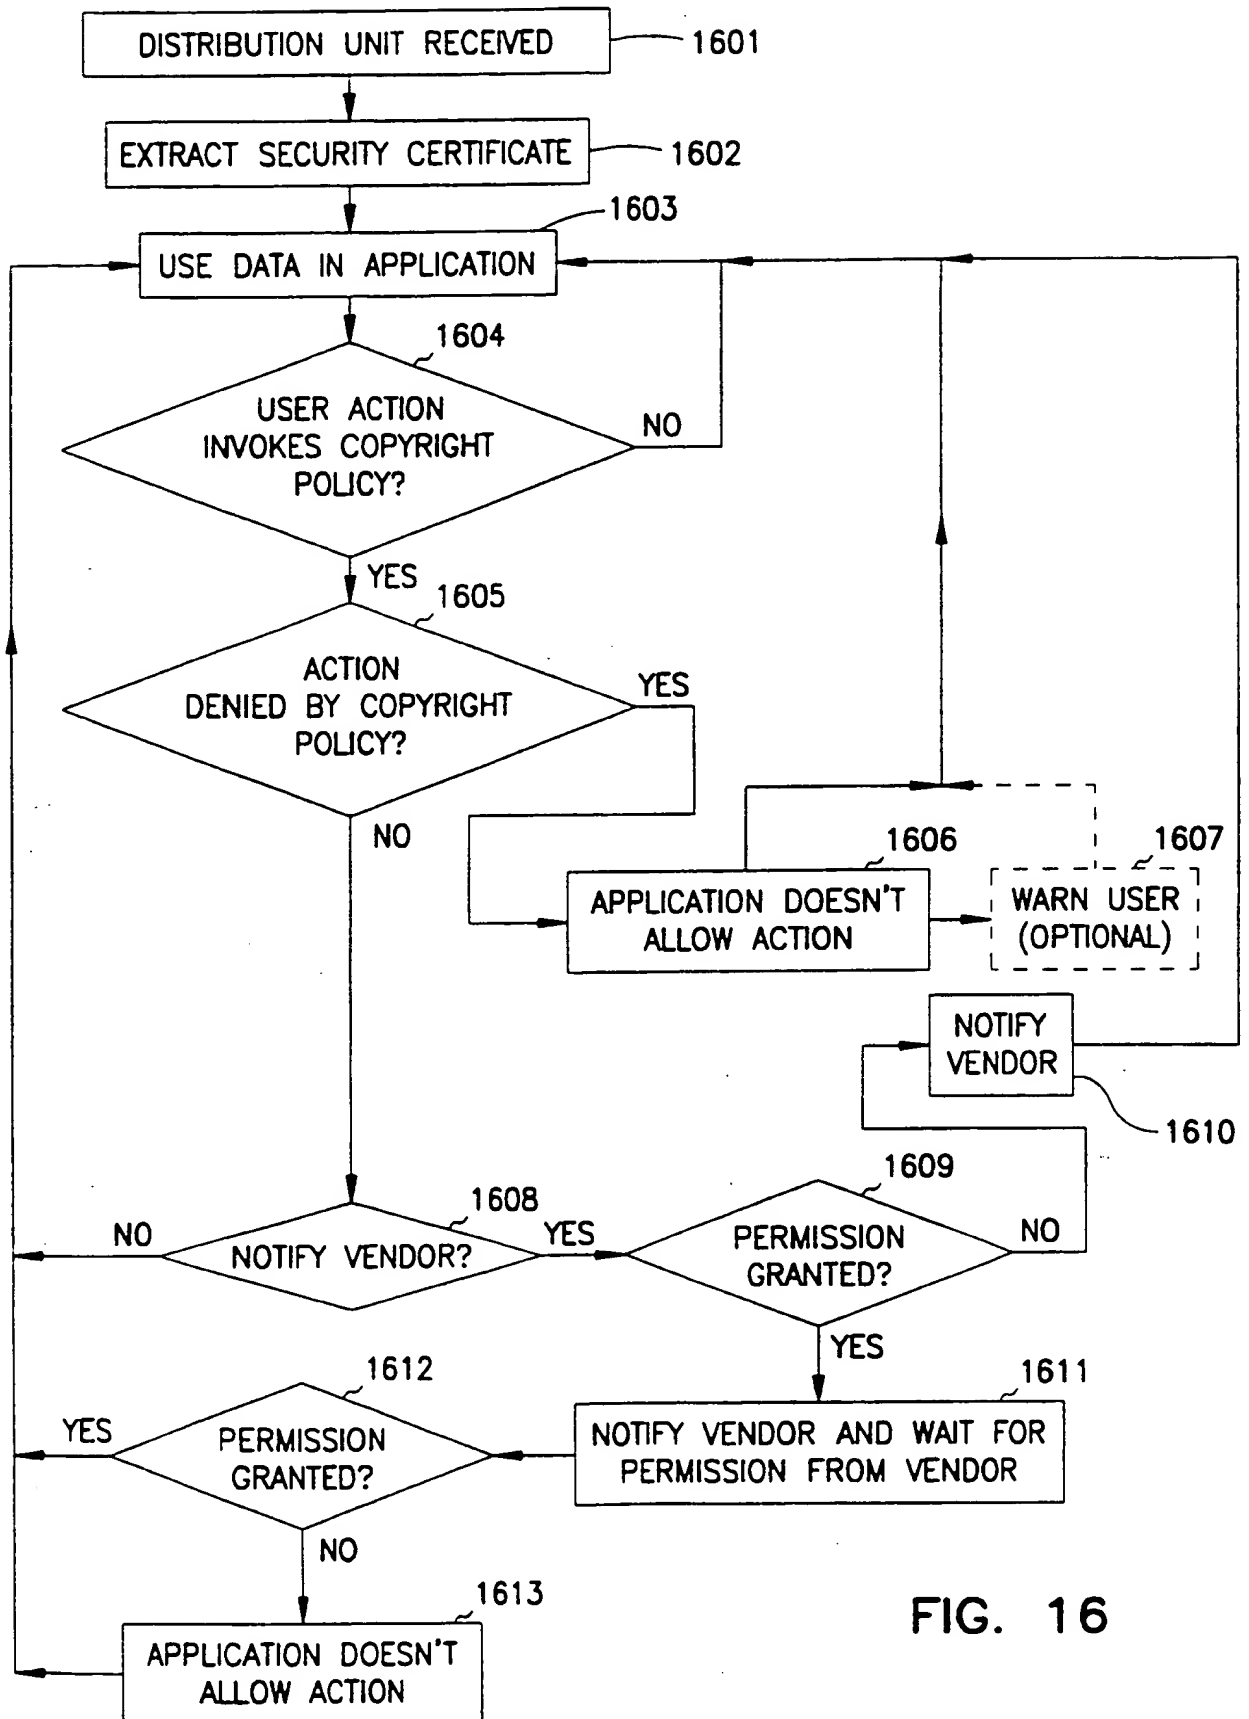 DISTRIBUTION UNIT RECEIVED
1601
EXTRACT SECURITY CERTIFICATE
1602
1603
USE DATA IN APPLICATION
1604
USER ACTION
INVOKES COPYRIGHT
POLICY?
NO
YES
1605
ACTION
DENIED BY COPYRIGHT
POLICY?
YES
NO
1606
APPLICATION DOESN'T
ALLOW ACTION
1607
WARN USER
(OPTIONAL)
NOTIFY
VENDOR
1610
1608
NO
NOTIFY VENDOR?
YES
1609
PERMISSION
GRANTED?
NO
YES
1611
NOTIFY VENDOR AND WAIT FOR
PERMISSION FROM VENDOR
1612
YES
PERMISSION
GRANTED?
NO
1613
APPLICATION DOESN'T
ALLOW ACTION
FIG. 16